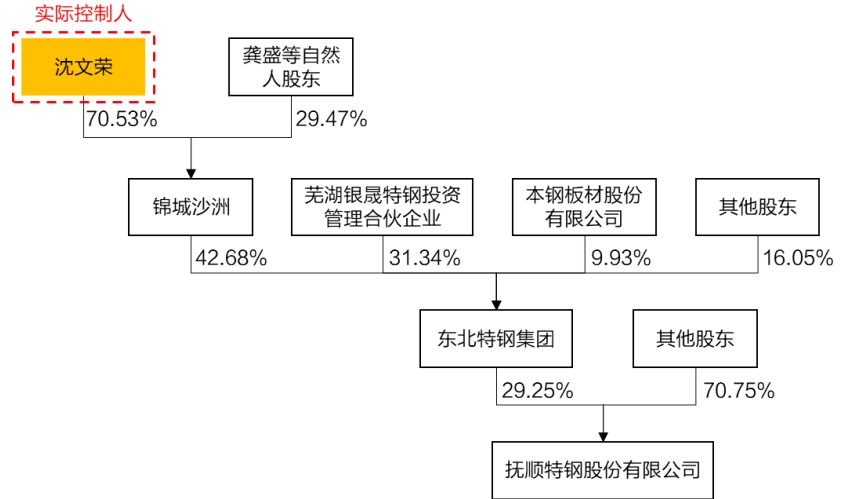 实际控制人
沈文荣
龚盛等自然
人股东
70.53%
29.47%
锦城沙洲
芜湖银晟特钢投资
管理合伙企业
本钢板材股份
有限公司
其他股东
42.68%
31.34%
9.93%
16.05%
东北特钢集团
其他股东
29.25%
70.75%
抚顺特钢股份有限公司